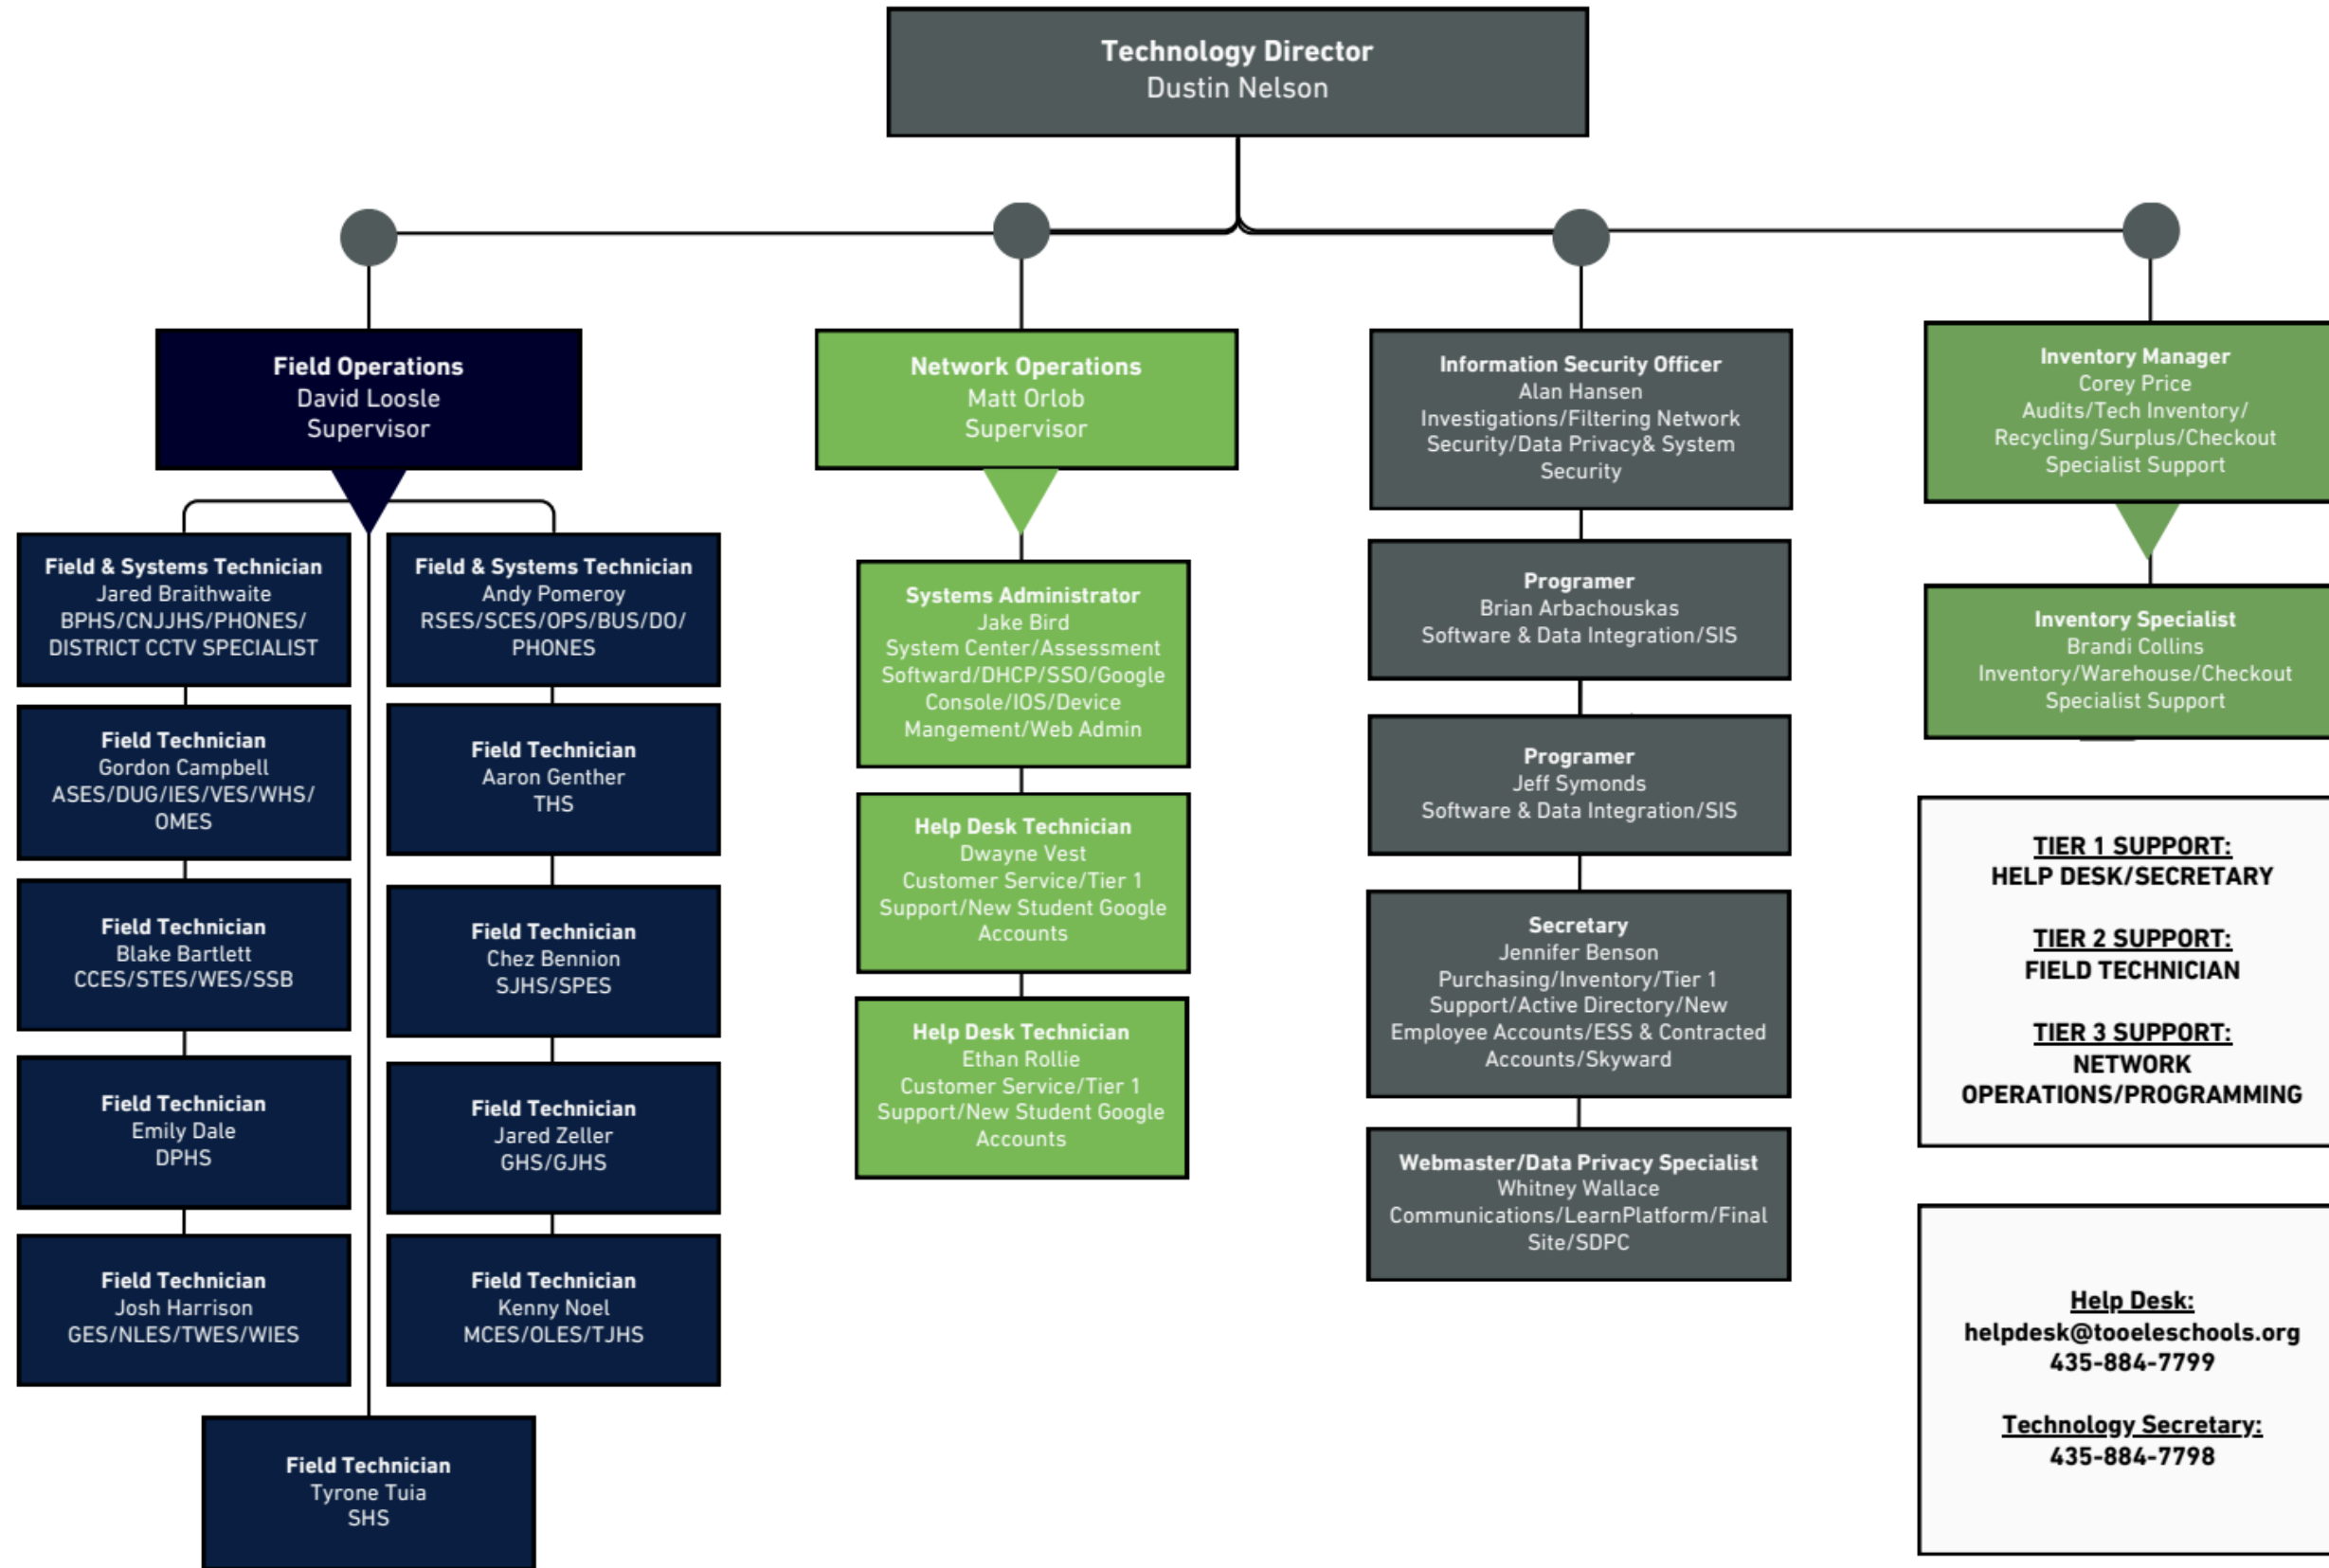 Technology Director
Dustin Nelson
Field Operations
David Loosle
Supervisor
Network Operations
Matt Orlob
Supervisor
Information Security Officer
Alan Hansen
Investigations/Filtering Network
Security/Data Privacy& System
Security
Inventory Manager
Corey Price
Audits/Tech Inventory/
Recycling/Surplus/Checkout
Specialist Support
Field & Systems Technician
Jared Braithwaite
BPHS/CNJJHS/PHONES/
DISTRICT CCTV SPECIALIST
Field Technician
Gordon Campbell
ASES/DUG/IES/VES/WHS/
OMES
Field Technician
Blake Bartlett
CCES/STES/WES/SSB
Field Technician
Emily Dale
DPHS
Field Technician
Josh Harrison
GES/NLES/TWES/WIES
Field & Systems Technician
Andy Pomeroy
RSES/SCES/OPS/BUS/DO/
PHONES
Field Technician
Aaron Genther
THS
Field Technician
Chez Bennion
SJHS/SPES
Field Technician
Jared Zeller
GHS/GJHS
Field Technician
Kenny Noel
MCES/OLES/TJHS
Field Technician
Tyrone Tuia
SHS
Systems Administrator
Jake Bird
System Center/Assessment
Softward/DHCP/SSO/Google
Console/IOS/Device
Mangement/Web Admin
Help Desk Technician
Dwayne Vest
Customer Service/Tier 1
Support/New Student Google
Accounts
Help Desk Technician
Ethan Rollie
Customer Service/Tier 1
Support/New Student Google
Accounts
Programer
Brian Arbachouskas
Software & Data Integration/SIS
Programer
Jeff Symonds
Software & Data Integration/SIS
Secretary
Jennifer Benson
Purchasing/Inventory/Tier 1
Support/Active Directory/New
Employee Accounts/ESS & Contracted
Accounts/Skyward
Webmaster/Data Privacy Specialist
Whitney Wallace
Communications/LearnPlatform/Final
Site/SDPC
Inventory Specialist
Brandi Collins
Inventory/Warehouse/Checkout
Specialist Support
TIER 1 SUPPORT:
HELP DESK/SECRETARY
TIER 2 SUPPORT:
FIELD TECHNICIAN
TIER 3 SUPPORT:
NETWORK
OPERATIONS/PROGRAMMING
Help Desk:
helpdesk@tooeleschools.org
435-884-7799
Technology Secretary:
435-884-7798